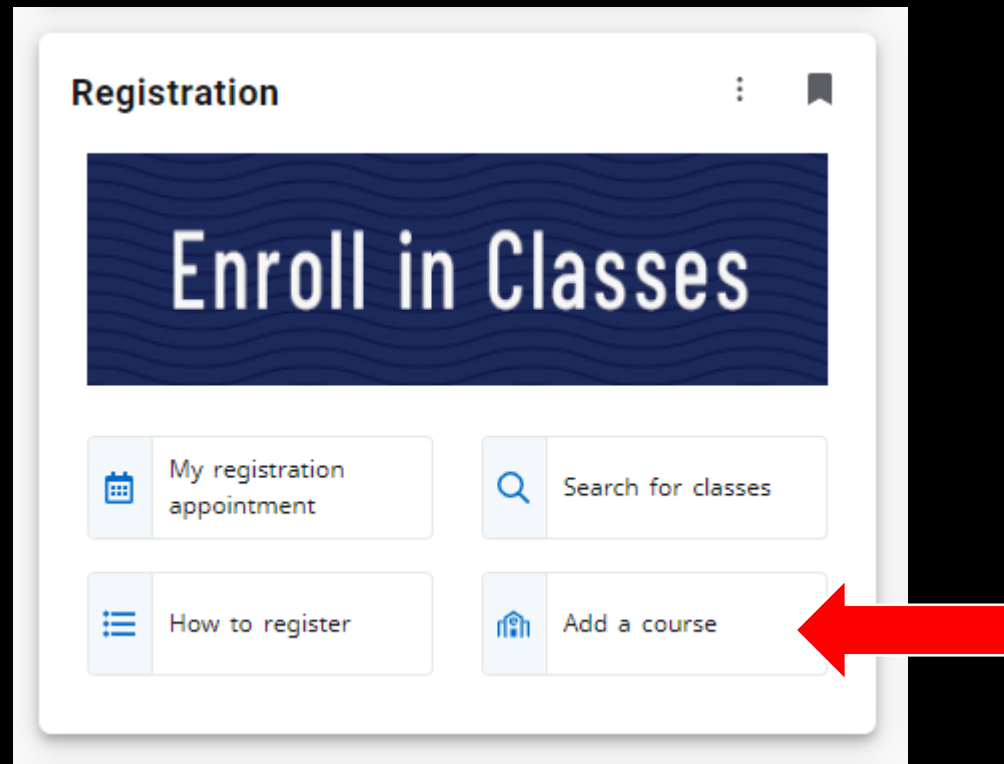 Registration
Enroll in Classes
My registration
appointment
Search for classes
How to register
Add a course